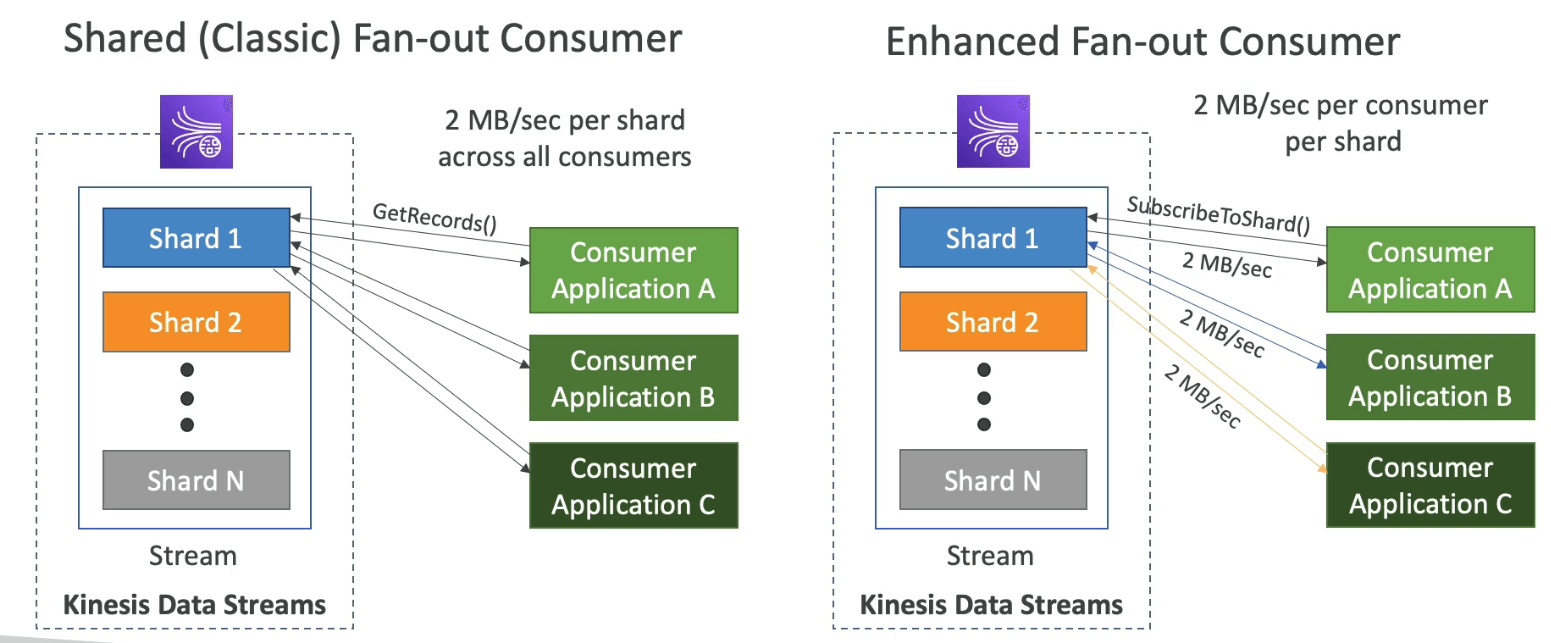 Shared (Classic) Fan-out Consumer
2 MB/sec per shard
across all consumers
GetRecords()
Shard 1
Shard 2
Shard N
Stream
Kinesis Data Streams
Consumer
Application A
Consumer
Application B
Consumer
Application C
Enhanced Fan-out Consumer
2 MB/sec per consumer
per shard
SubscribeToShard()
2 MB/sec
2 MB/sec
2 MB/sec
Shard 1
Shard 2
Shard N
Stream
Kinesis Data Streams
Consumer
Application A
Consumer
Application B
Consumer
Application C